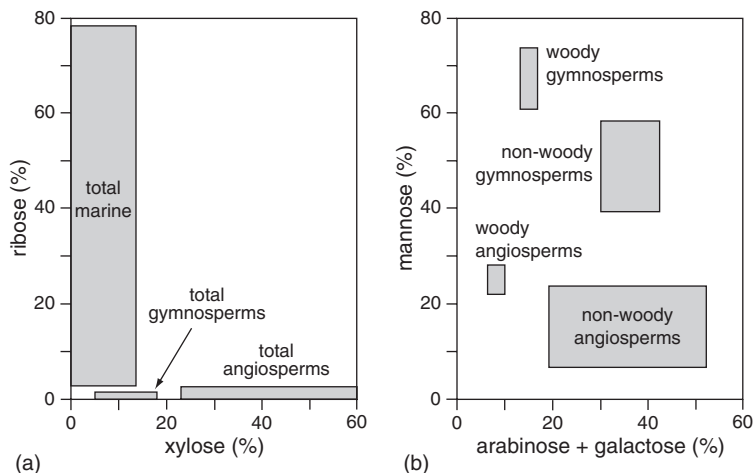 80
60
40
20
0
ribose (%)
total
marine
total
gymnosperms
total
angiosperms
0
20
40
60
xylose (%)
(a)
80
60
40
20
0
mannose (%)
woody
gymnosperms
non-woody
gymnosperms
woody
angiosperms
non-woody
angiosperms
0
20
40
60
arabinose + galactose (%)
(b)